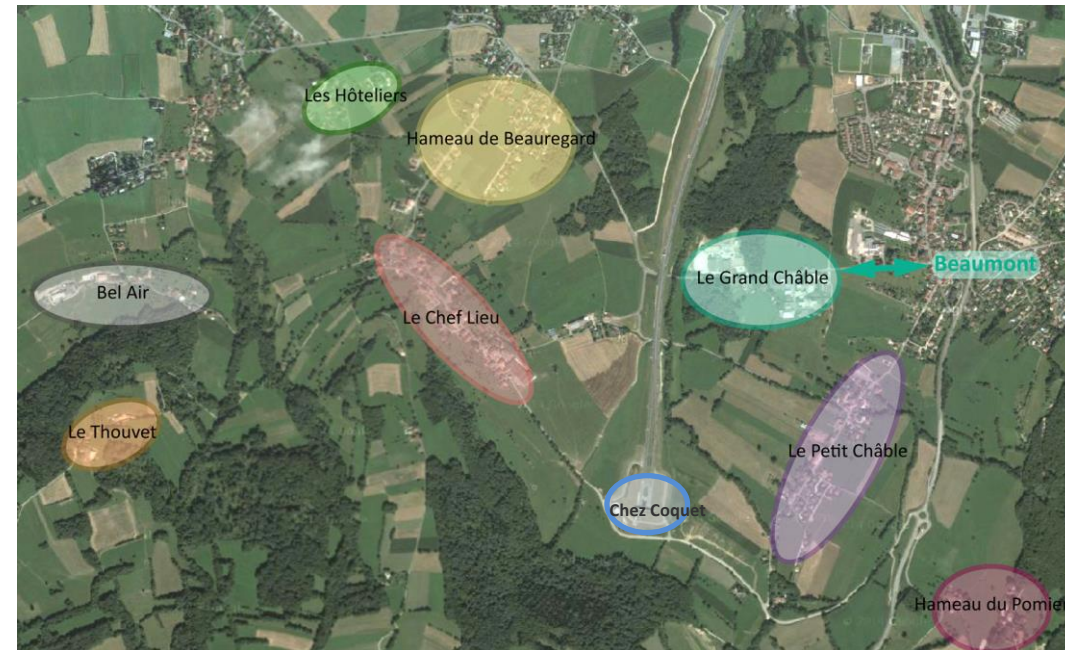 Les Hôteliers
Hameau de Beauregard
Beaumont
Le Grand Châble
Bel Air
Le Chef Lieu
Le Thouvet
Le Petit Châble
Chez Coquet
Hameau du Pomier